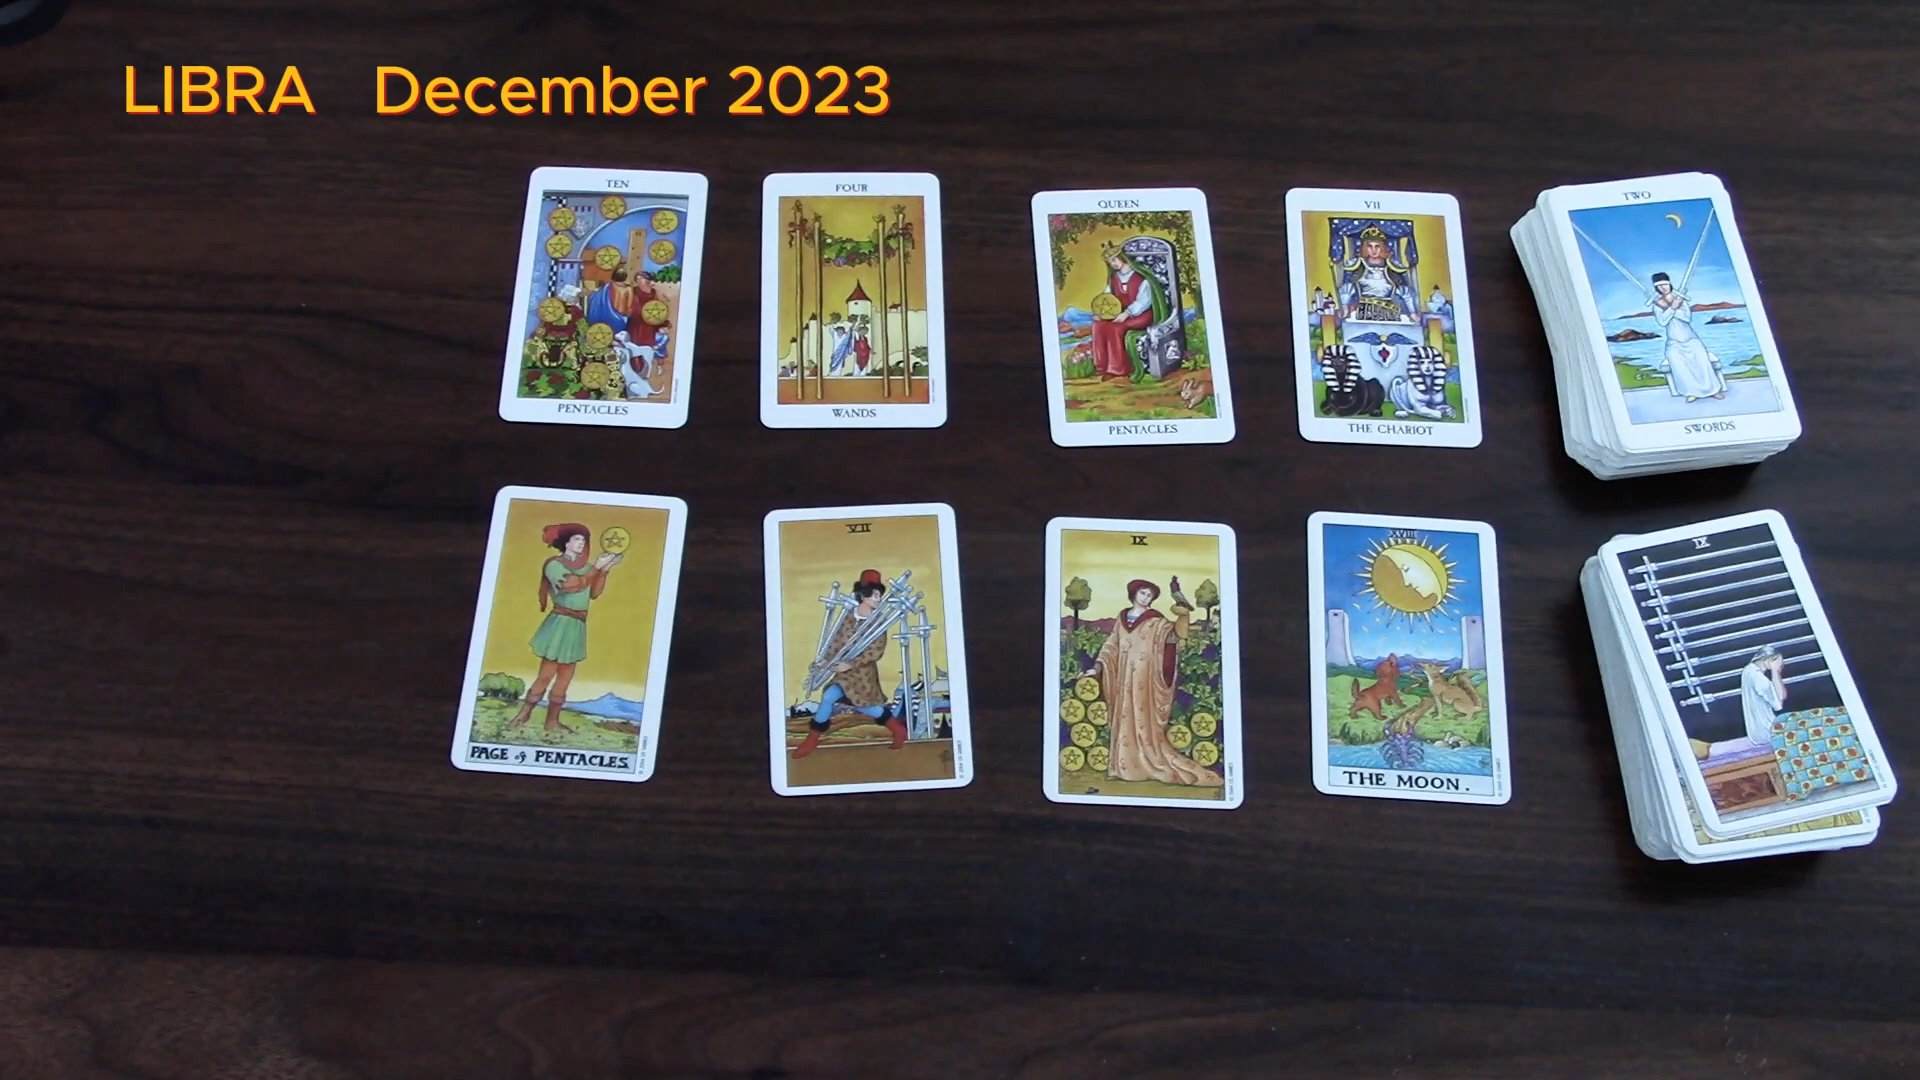 LIBRA December 2023
TEN
PENTACLES
FOUR
WANDS
QUEEN
PENTACLES
VII
THE CHARIOT
TWO
SWORDS
PAGE of PENTACLES.
VII
IX
XVIII
THE MOON.
IX